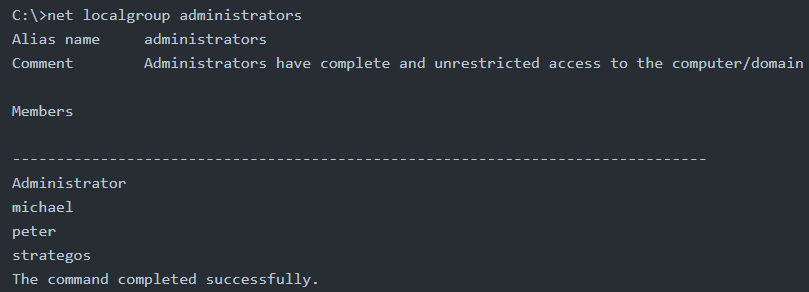 C:\>net localgroup administrators
Alias name     administrators
Comment        Administrators have complete and unrestricted access to the computer/domain
Members
-------------------------------------------------------------------------------
Administrator
michael
peter
strategos
The command completed successfully.